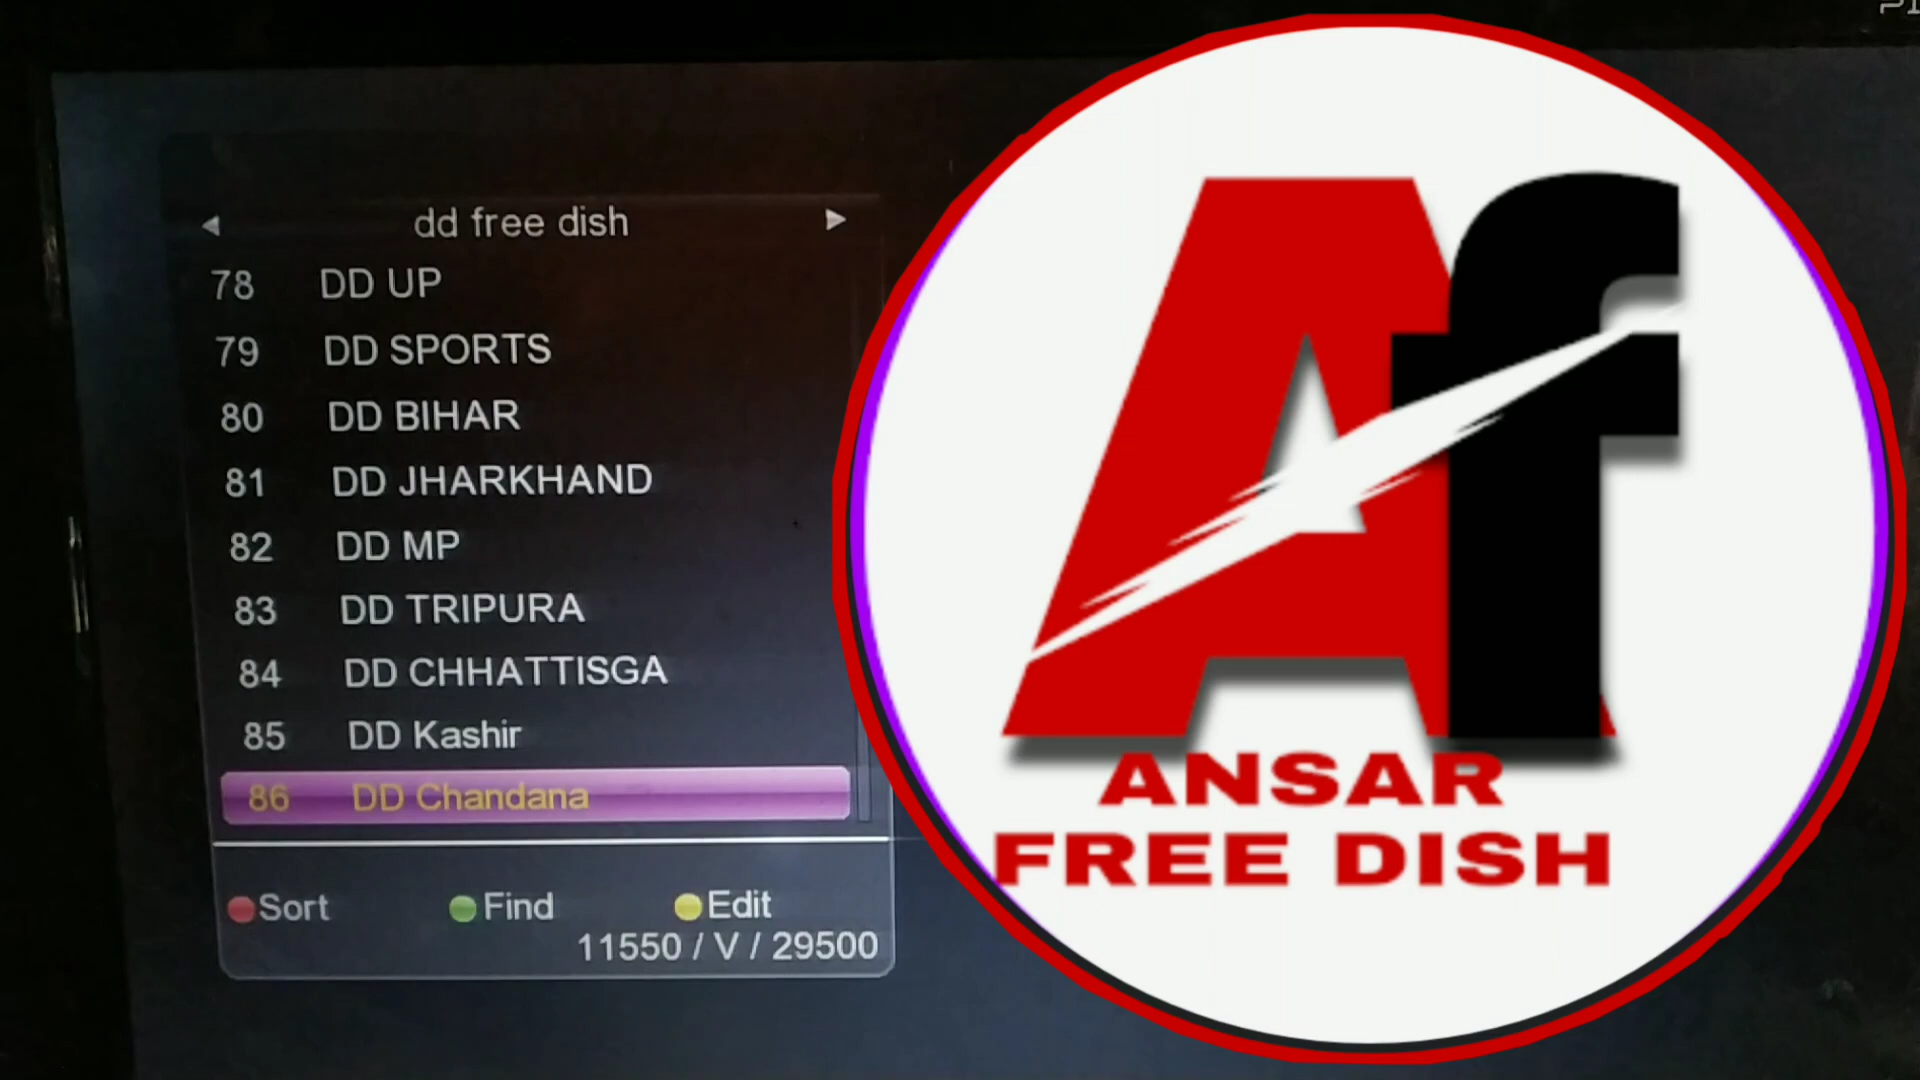 dd free dish
78 DD UP
79 DD SPORTS
80 DD BIHAR
81 DD JHARKHAND
82 DD MP
83 DD TRIPURA
84 DD CHHATTISGA
85 DD Kashir
86 DD Chandana
Sort Find Edit
11550 / V / 29500
Af
ANSAR
FREE DISH